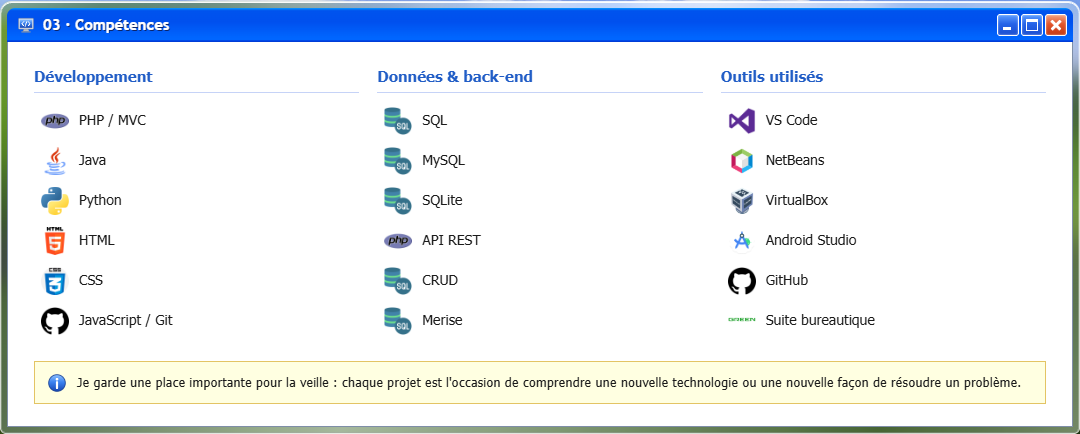 03 · Compétences
Développement
PHP / MVC
Java
Python
HTML
CSS
JavaScript / Git
Données & back-end
SQL
MySQL
SQLite
API REST
CRUD
Merise
Outils utilisés
VS Code
NetBeans
VirtualBox
Android Studio
GitHub
Suite bureautique
Je garde une place importante pour la veille : chaque projet est l'occasion de comprendre une nouvelle technologie ou une nouvelle façon de résoudre un problème.